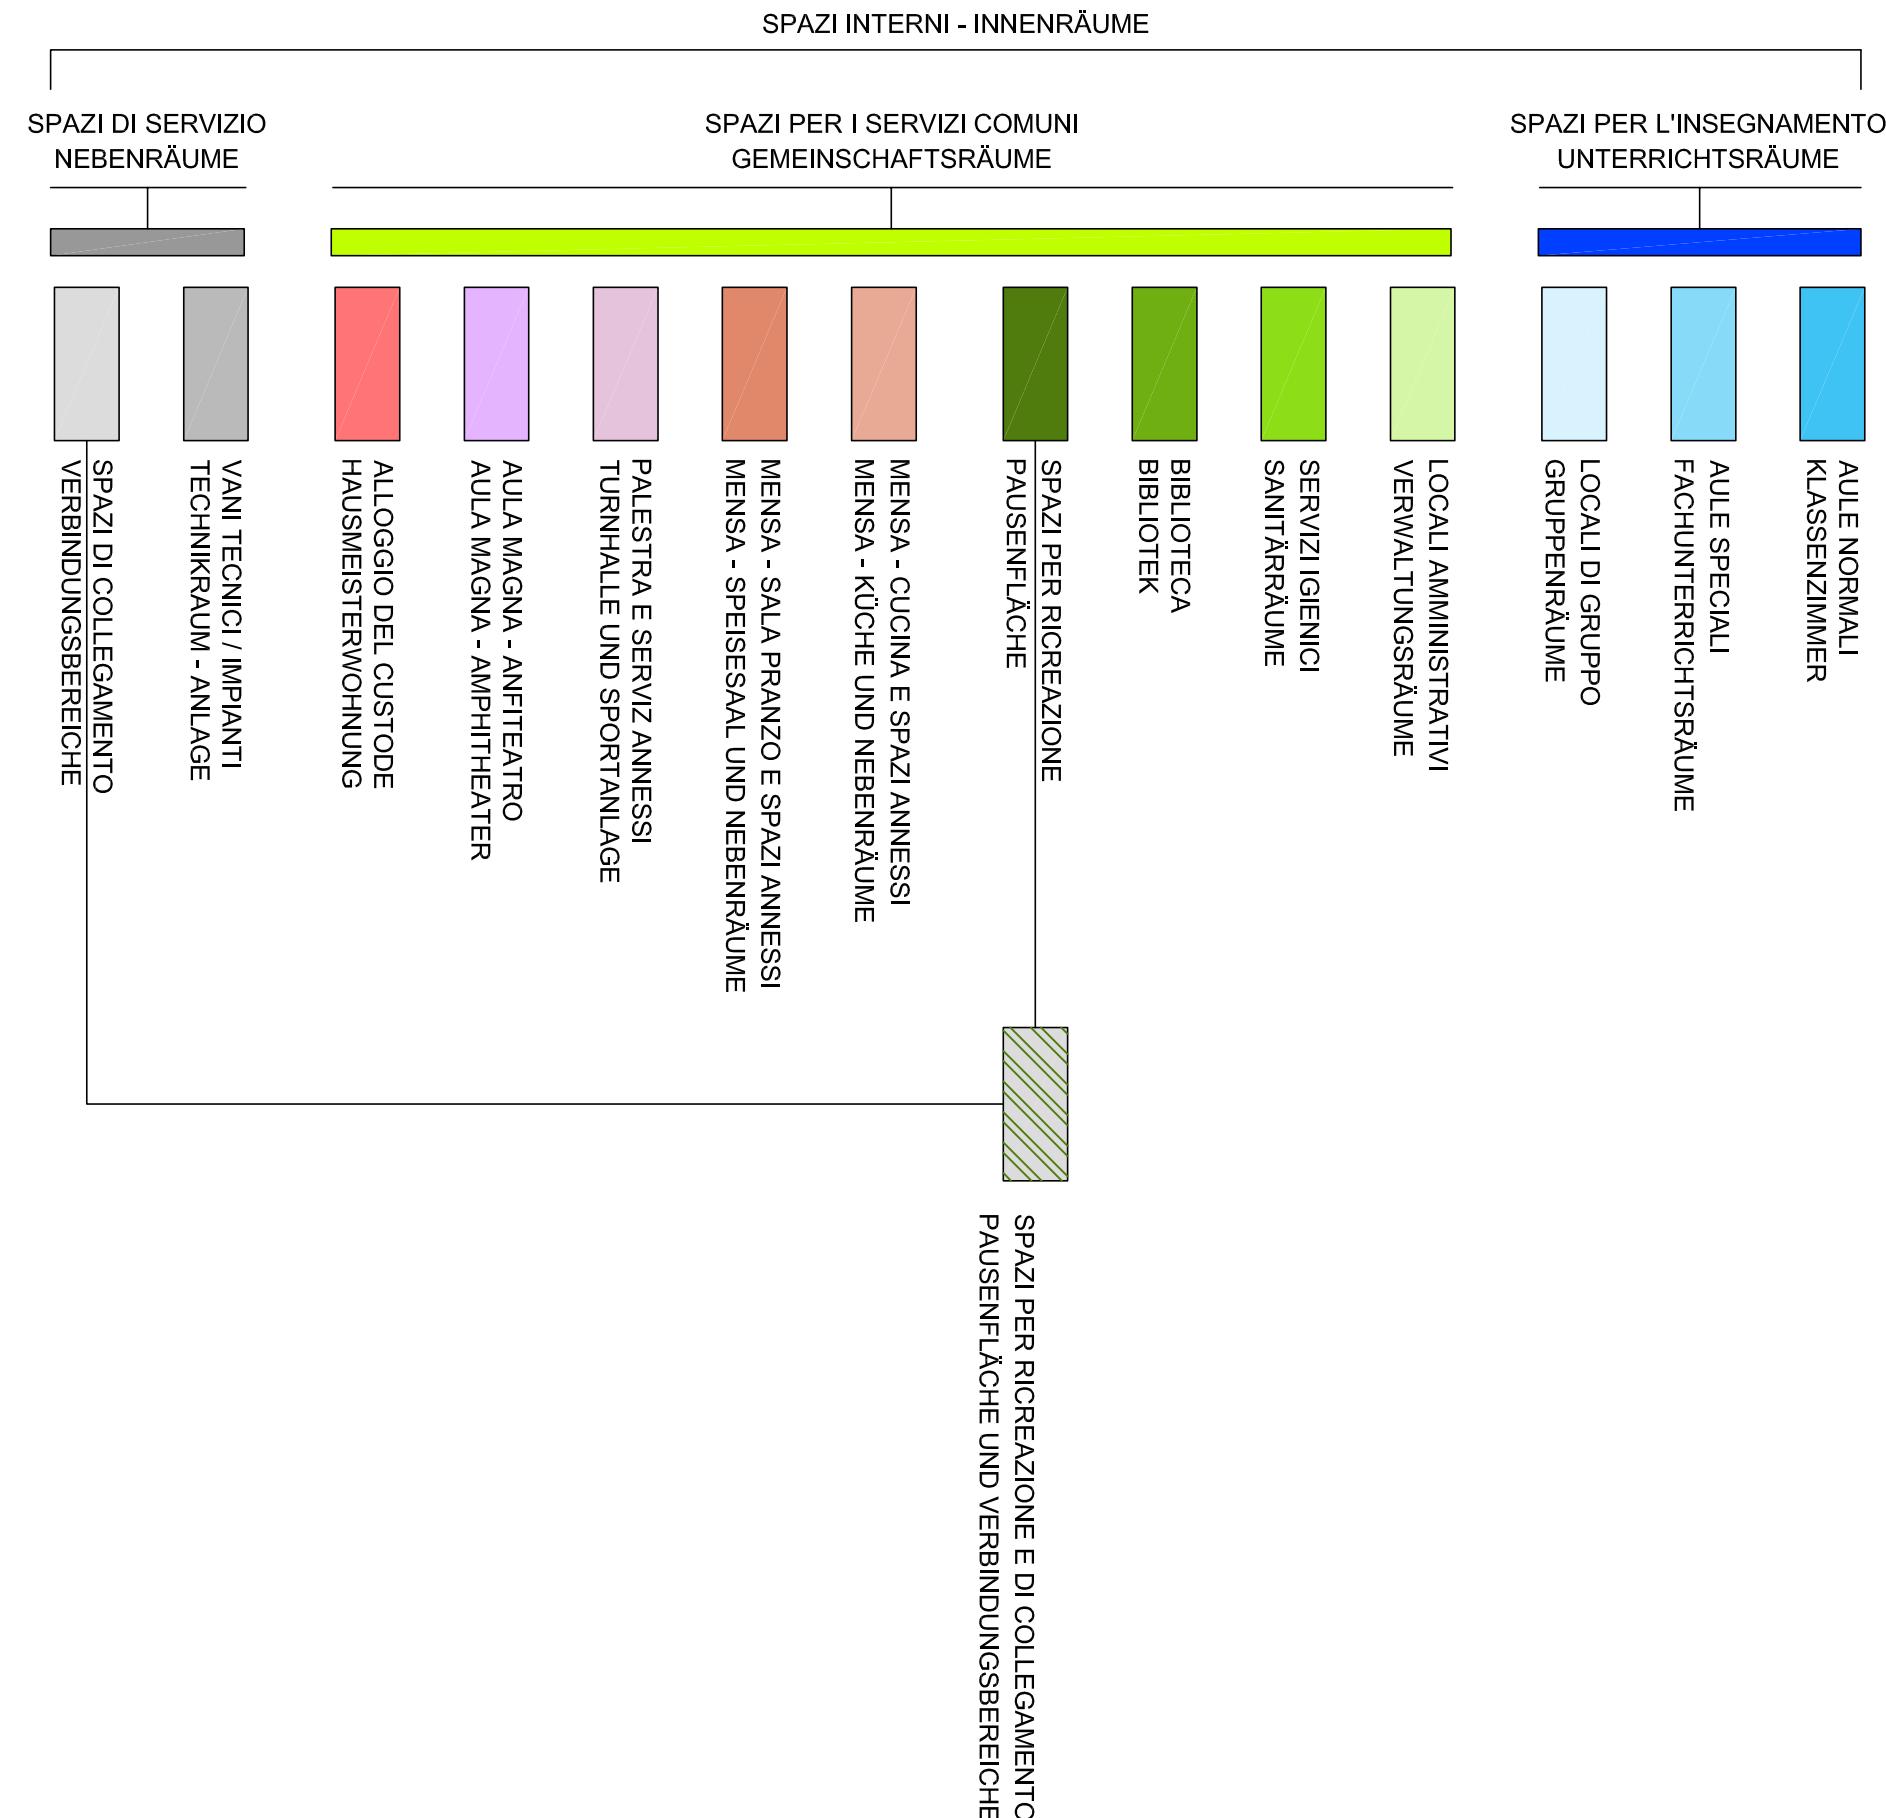 SPAZI INTERNI - INNENRÄUME
SPAZI DI SERVIZIO
NEBENRÄUME
SPAZI PER I SERVIZI COMUNI
GEMEINSCHAFTSRÄUME
SPAZI PER L'INSEGNAMENTO
UNTERRICHTSRÄUME
SPAZI DI COLLEGAMENTO
VERBINDUNGSBEREICHE
VANI TECNICI / IMPIANTI
TECHNIKRAUM - ANLAGE
ALLOGGIO DEL CUSTODE
HAUSMEISTERWOHNUNG
AULA MAGNA - ANFITEATRO
AULA MAGNA - AMPHITHEATER
PALESTRA E SERVIZ ANNESSI
TURNHALLE UND SPORTANLAGE
MENSA - SALA PRANZO E SPAZI ANNESSI
MENSA - SPEISESAAL UND NEBENRÄUME
MENSA - CUCINA E SPAZI ANNESSI
MENSA - KÜCHE UND NEBENRÄUME
SPAZI PER RICREAZIONE
PAUSENFLÄCHE
BIBLIOTECA
BIBLIOTEK
SERVIZI IGIENICI
SANITÄRRÄUME
LOCALI AMMINISTRATIVI
VERWALTUNGSRÄUME
LOCALI DI GRUPPO
GRUPPENRÄUME
AULE SPECIALI
FACHUNTERRICHTSRÄUME
AULE NORMALI
KLASSENZIMMER
SPAZI PER RICREAZIONE E DI COLLEGAMENTO
PAUSENFLÄCHE UND VERBINDUNGSBEREICHE